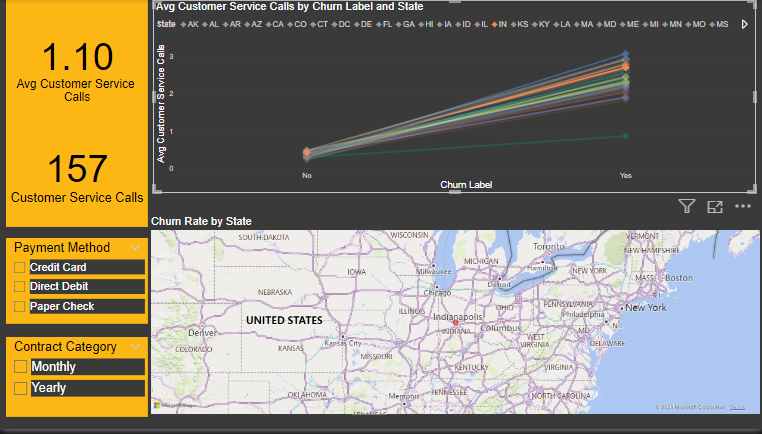 1.10
Avg Customer Service
Calls
157
Customer Service Calls
Payment Method
Credit Card
Direct Debit
Paper Check
Contract Category
Monthly
Yearly
Avg Customer Service Calls by Churn Label and State
State AK AL AR AZ CA CO CT DC DE FL GA HI IA ID IL IN KS KY LA MA MD ME MI MN MO MS
Avg Customer Service Calls
3
2
1
0
No
Yes
Churn Label
Churn Rate by State
SOUTH DAKOTA
WISCONSIN
Toronto
VERMONT
NEW HAMPSHIRE
Milwaukee
MICHIGAN
Hamilton
NEW YORK
IOWA
Detroit
MASS
Boston
Chicago
RI
NEBRASKA
PENNSYLVANIA
ILLINOIS
OHIO
New York
UNITED STATES
Indianapolis
Philadelphia
INDIANA
Columbus
NJ
Denver
MD
Kansas City
WEST
VIRGINIA
DELAWARE
COLORADO
KANSAS
MISSOURI
KENTUCKY
VIRGINIA
OKLAHOMA
Memphis
TENNESSEE
NORTH CAROLINA
ARKANSAS
© 2023 Microsoft Corporation Terms